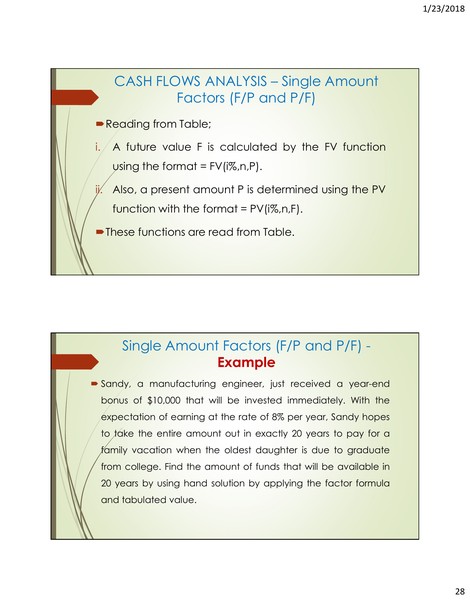 1/23/2018
CASH FLOWS ANALYSIS – Single Amount
Factors (F/P and P/F)
Reading from Table;
i. A future value F is calculated by the FV function
using the format = FV(i%,n,P).
ii. Also, a present amount P is determined using the PV
function with the format = PV(i%,n,F).
These functions are read from Table.
Single Amount Factors (F/P and P/F) -
Example
Sandy, a manufacturing engineer, just received a year-end
bonus of $10,000 that will be invested immediately. With the
expectation of earning at the rate of 8% per year, Sandy hopes
to take the entire amount out in exactly 20 years to pay for a
family vacation when the oldest daughter is due to graduate
from college. Find the amount of funds that will be available in
20 years by using hand solution by applying the factor formula
and tabulated value.
28